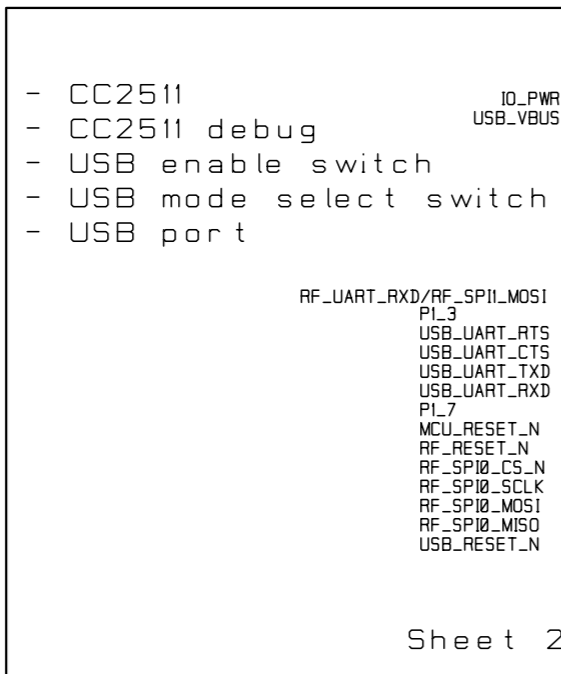 - CC2511
- CC2511 debug
- USB enable switch
- USB mode select switch
- USB port
IO_PWR
USB_VBUS
RF_UART_RXD/RF_SPI1_MOSI
P1_3
USB_UART_RTS
USB_UART_CTS
USB_UART_TXD
USB_UART_RXD
P1_7
MCU_RESET_N
RF_RESET_N
RF_SPI0_CS_N
RF_SPI0_SCLK
RF_SPI0_MOSI
RF_SPI0_MISO
USB_RESET_N
Sheet 2